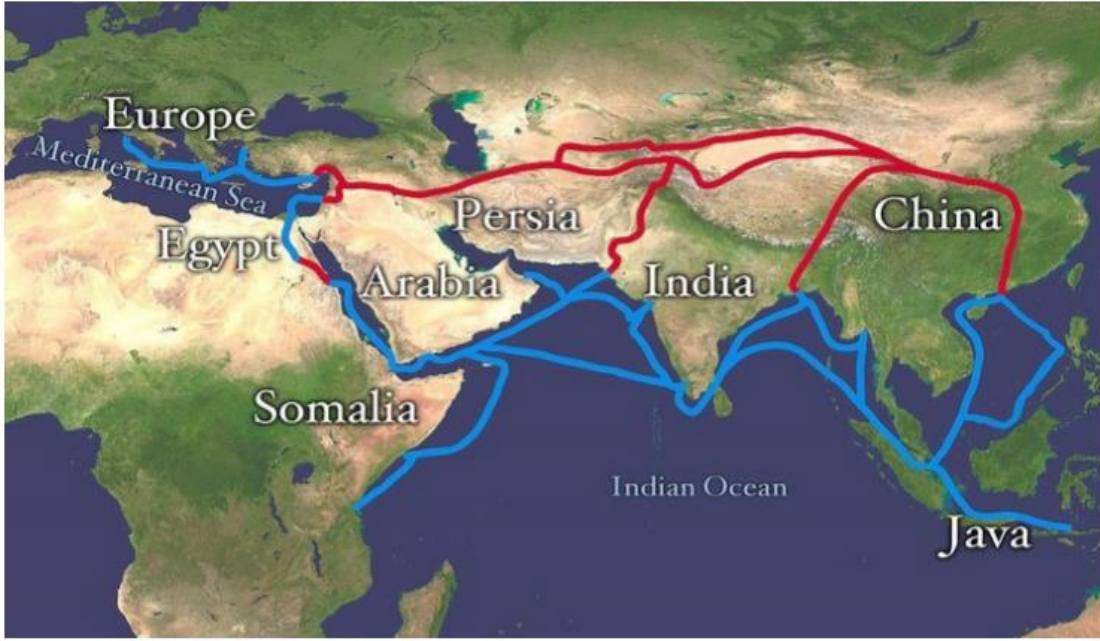 Europe
Mediterranean Sea
Egypt
Persia
Arabia
India
China
Somalia
Indian Ocean
Java